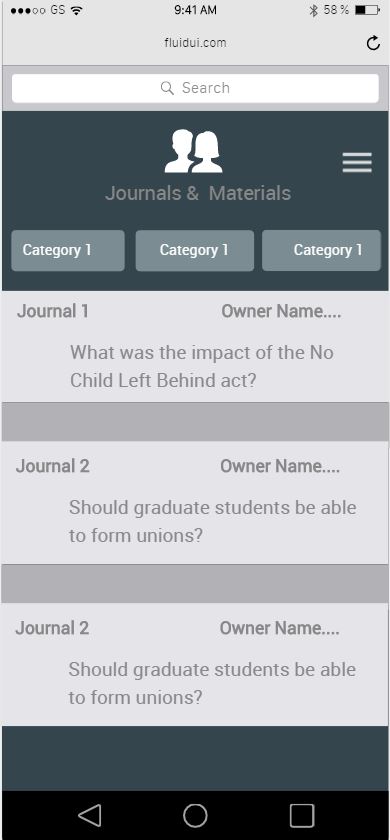 GS 9:41 AM 58%
fluidui.com
Search
Journals & Materials
Category 1 Category 1 Category 1
Journal 1 Owner Name....
What was the impact of the No
Child Left Behind act?
Journal 2 Owner Name....
Should graduate students be able
to form unions?
Journal 2 Owner Name....
Should graduate students be able
to form unions?